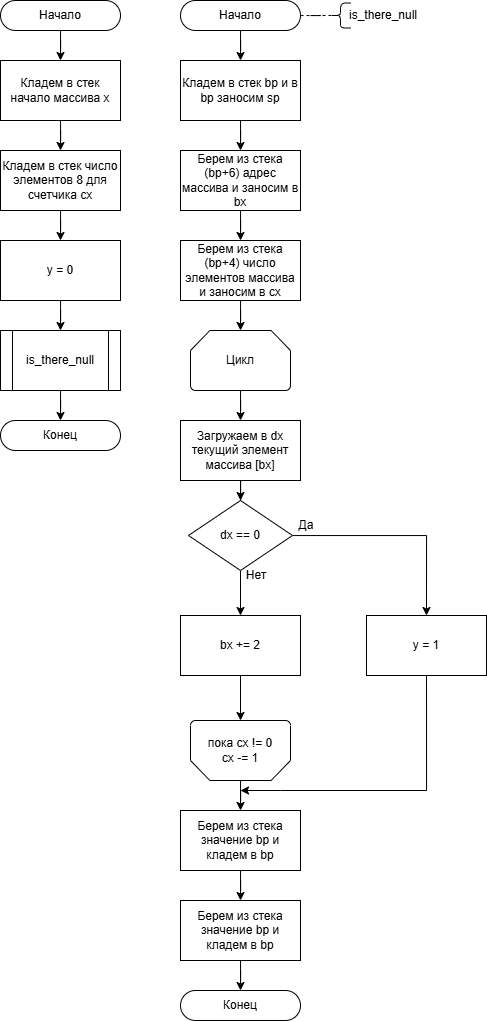 Начало
Кладем в стек
начало массива x
Кладем в стек число
элементов 8 для
счетчика cx
y = 0
is_there_null
Конец
Начало
is_there_null
Кладем в стек bp и в
bp заносим sp
Берем из стека
(bp+6) адрес
массива и заносим в
bx
Берем из стека
(bp+4) число
элементов массива
и заносим в cx
Цикл
Загружаем в dx
текущий элемент
массива [bx]
dx == 0
Да
Нет
bx += 2
y = 1
пока cx != 0
cx -= 1
Берем из стека
значение bp и
кладем в bp
Берем из стека
значение bp и
кладем в bp
Конец